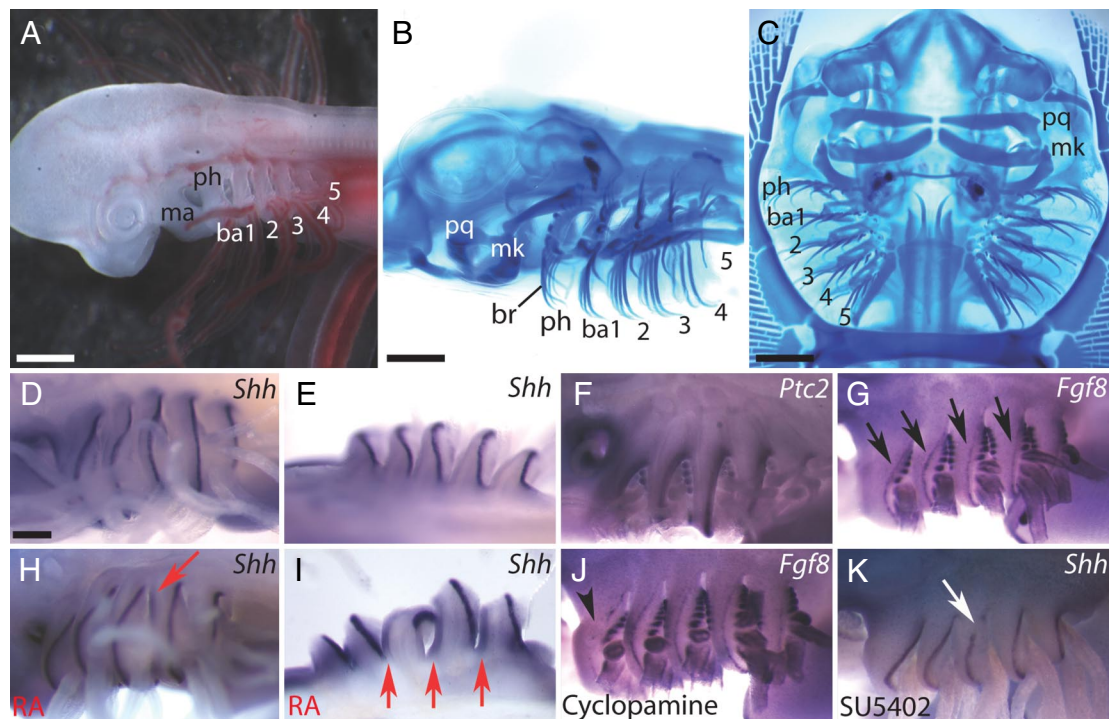 A
ph
ma
ba1
2
3
4
5
B
pq
mk
br
ph
ba1
2
3
4
5
C
pq
mk
ph
ba1
2
3
4
5
D
Shh
E
Shh
F
Ptc2
G
Fgf8
H
Shh
RA
I
Shh
RA
J
Fgf8
Cyclopamine
K
Shh
SU5402